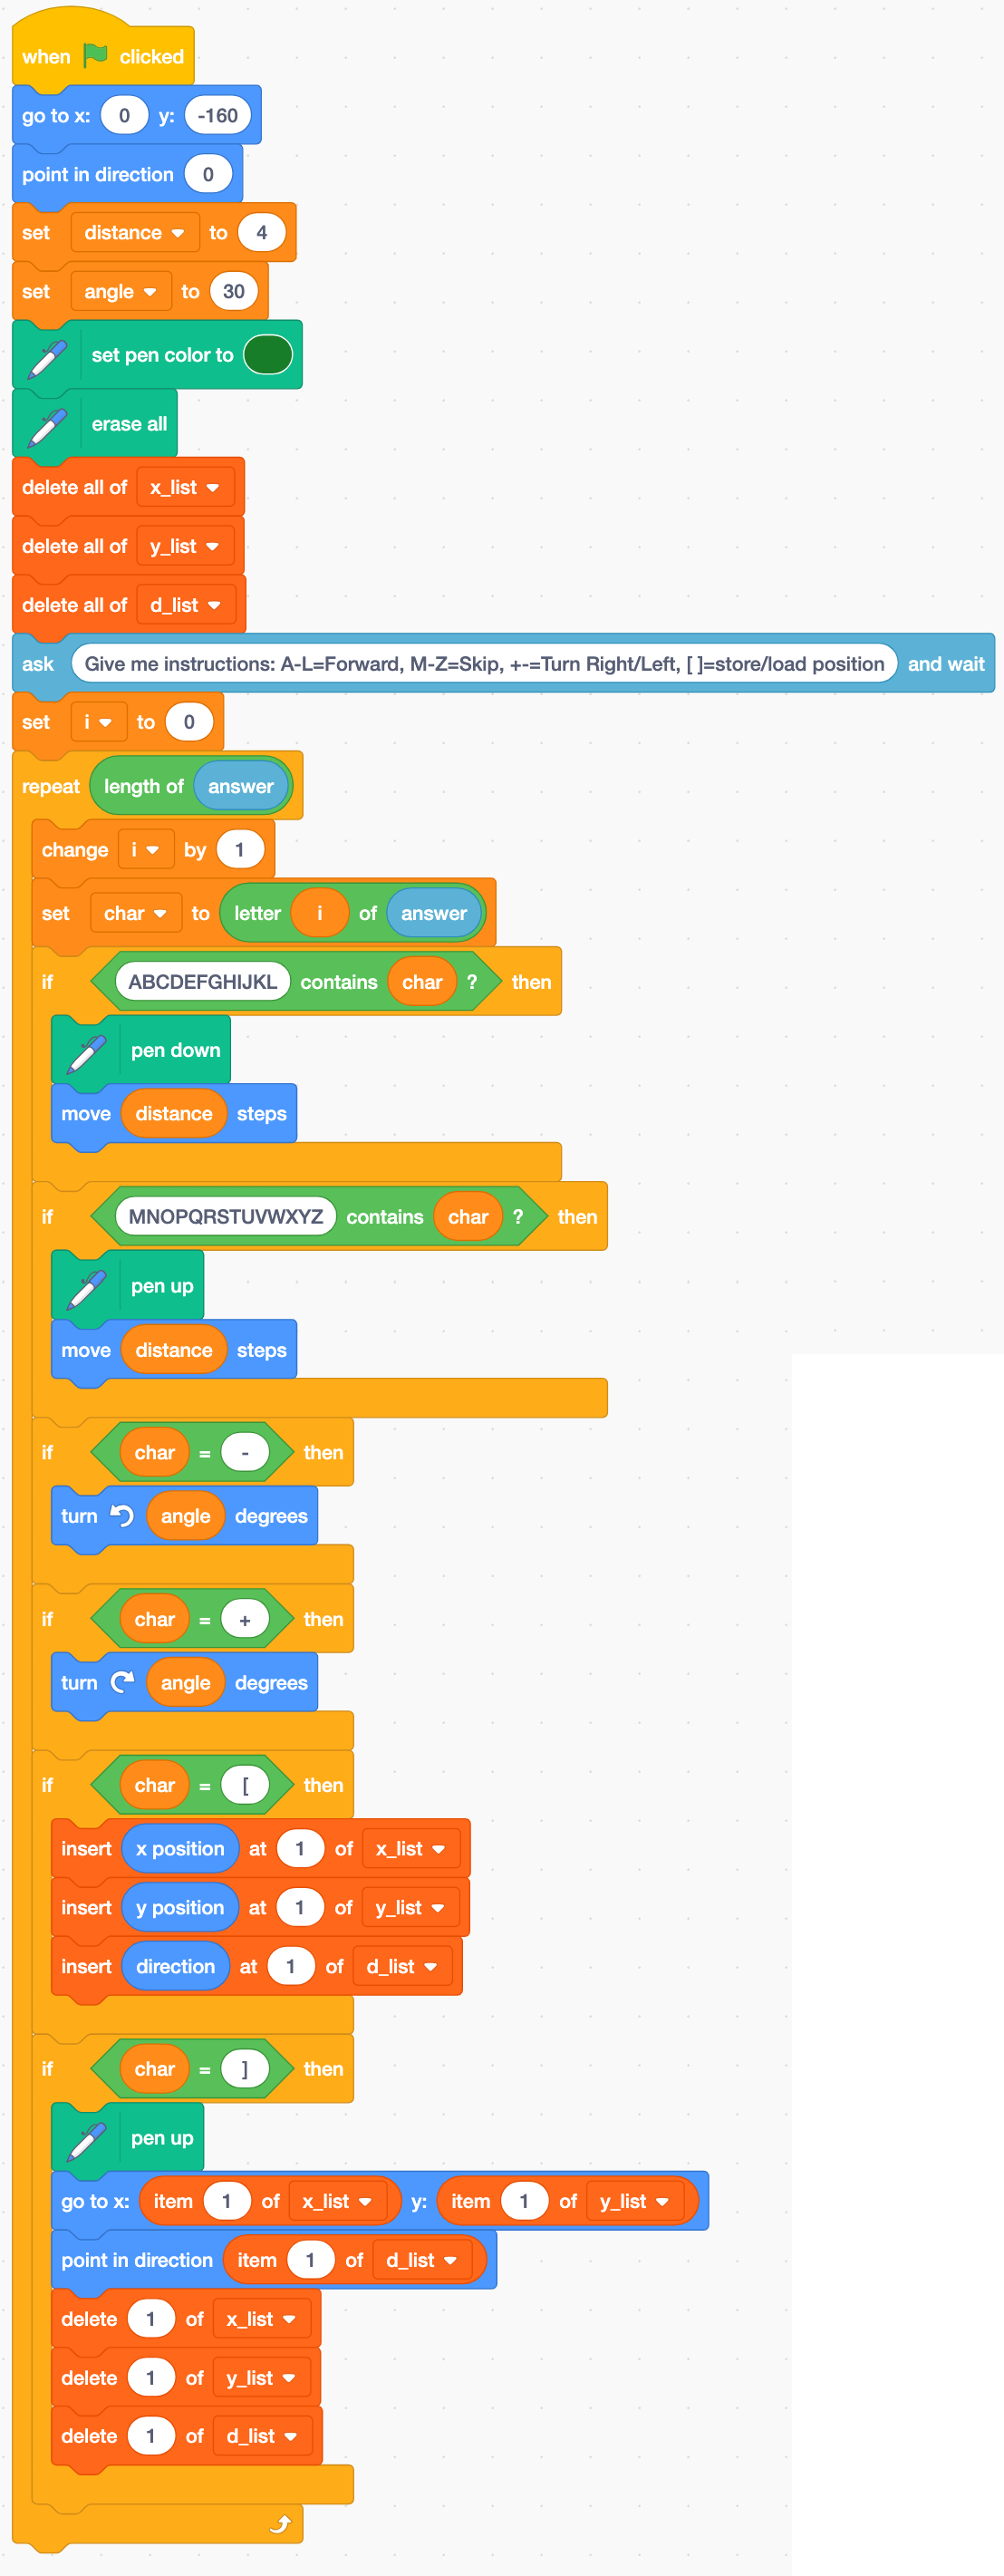 when clicked
go to x: 0 y: -160
point in direction 0
set distance to 4
set angle to 30
set pen color to
erase all
delete all of x_list
delete all of y_list
delete all of d_list
ask Give me instructions: A-L=Forward, M-Z=Skip, +-=Turn Right/Left, [ ]=store/load position and wait
set i to 0
repeat length of answer
change i by 1
set char to letter i of answer
if ABCDEFGHIJKL contains char ? then
pen down
move distance steps
if MNOPQRSTUVWXYZ contains char ? then
pen up
move distance steps
if char = - then
turn angle degrees
if char = + then
turn angle degrees
if char = [ then
insert x position at 1 of x_list
insert y position at 1 of y_list
insert direction at 1 of d_list
if char = ] then
pen up
go to x: item 1 of x_list y: item 1 of y_list
point in direction item 1 of d_list
delete 1 of x_list
delete 1 of y_list
delete 1 of d_list